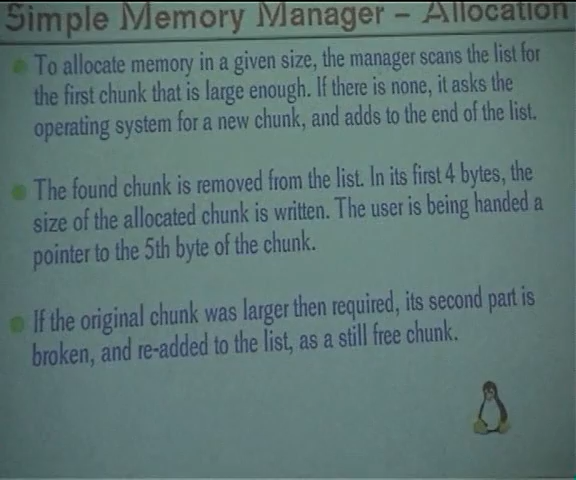 Simple Memory Manager – Allocation
To allocate memory in a given size, the manager scans the list for
the first chunk that is large enough. If there is none, it asks the
operating system for a new chunk, and adds to the end of the list.
The found chunk is removed from the list. In its first 4 bytes, the
size of the allocated chunk is written. The user is being handed a
pointer to the 5th byte of the chunk.
If the original chunk was larger then required, its second part is
broken, and re-added to the list, as a still free chunk.